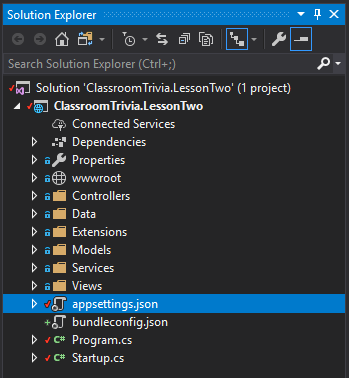 Solution Explorer
Search Solution Explorer (Ctrl+;)
Solution 'ClassroomTrivia.LessonTwo' (1 project)
ClassroomTrivia.LessonTwo
Connected Services
Dependencies
Properties
wwwroot
Controllers
Data
Extensions
Models
Services
Views
appsettings.json
bundleconfig.json
C# Program.cs
C# Startup.cs